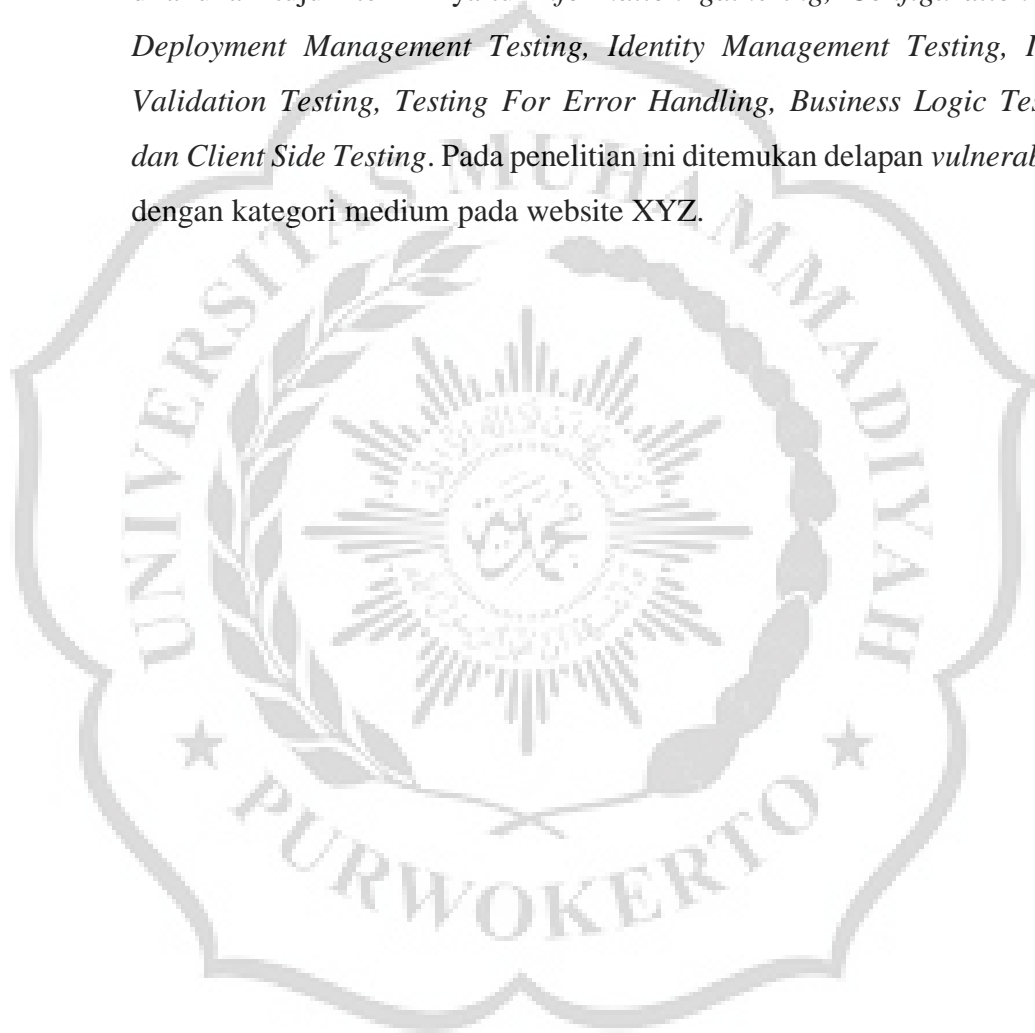 Deployment Management Testing, Identity Management Testing,
Validation Testing, Testing For Error Handling, Business Logic
dan Client Side Testing. Pada penelitian ini ditemukan delapan
dengan kategori medium pada website XYZ.
UNIVERSITAS MUHAMMADIYAH
PURWOKERTO